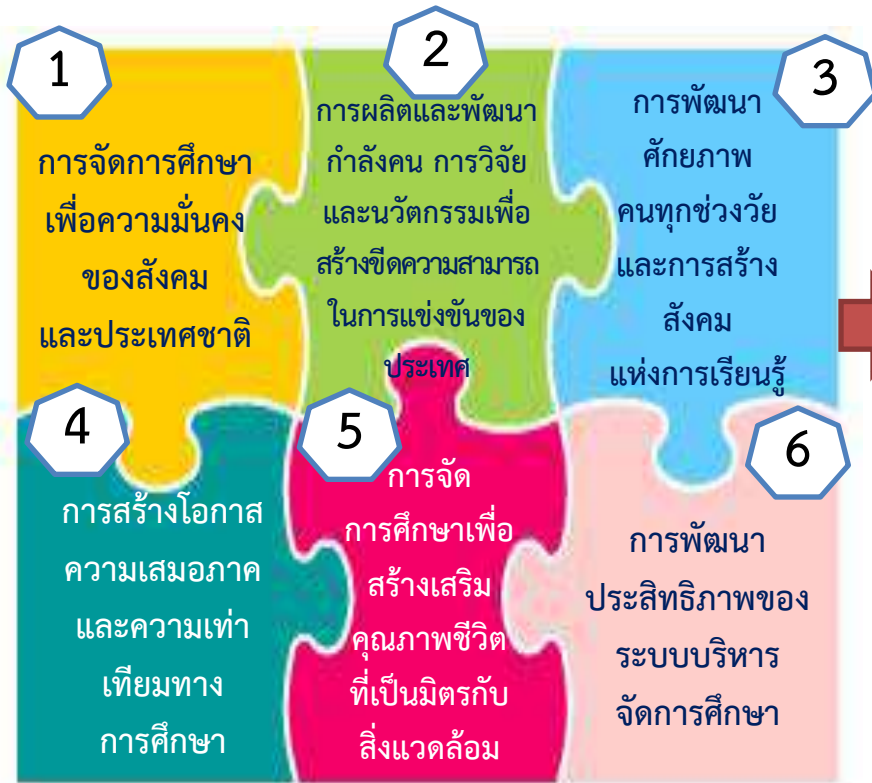 1
การจัดการศึกษา
เพื่อความมั่นคง
ของสังคม
และประเทศชาติ
2
การผลิตและพัฒนา
กำลังคน การวิจัย
และนวัตกรรมเพื่อ
สร้างขีดความสามารถ
ในการแข่งขันของ
ประเทศ
3
การพัฒนา
ศักยภาพ
คนทุกช่วงวัย
และการสร้าง
สังคม
แห่งการเรียนรู้
4
การสร้างโอกาส
ความเสมอภาค
และความเท่า
เทียมทาง
การศึกษา
5
การจัด
การศึกษาเพื่อ
สร้างเสริม
คุณภาพชีวิต
ที่เป็นมิตรกับ
สิ่งแวดล้อม
6
การพัฒนา
ประสิทธิภาพของ
ระบบบริหาร
จัดการศึกษา